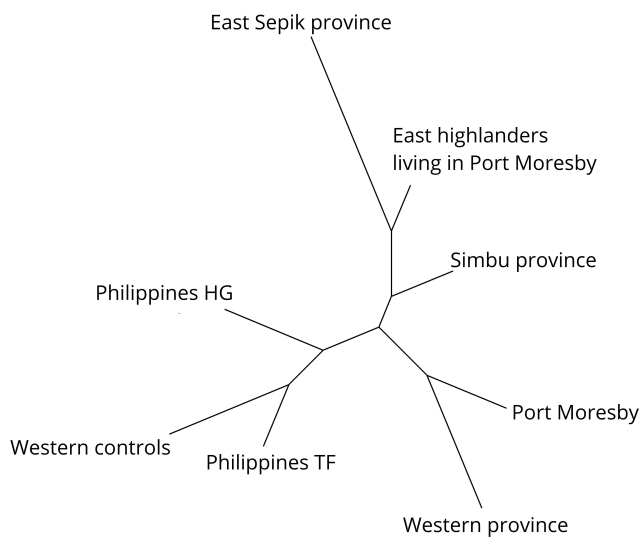 East Sepik province
East highlanders
living in Port Moresby
Simbu province
Philippines HG
Port Moresby
Western controls
Philippines TF
Western province